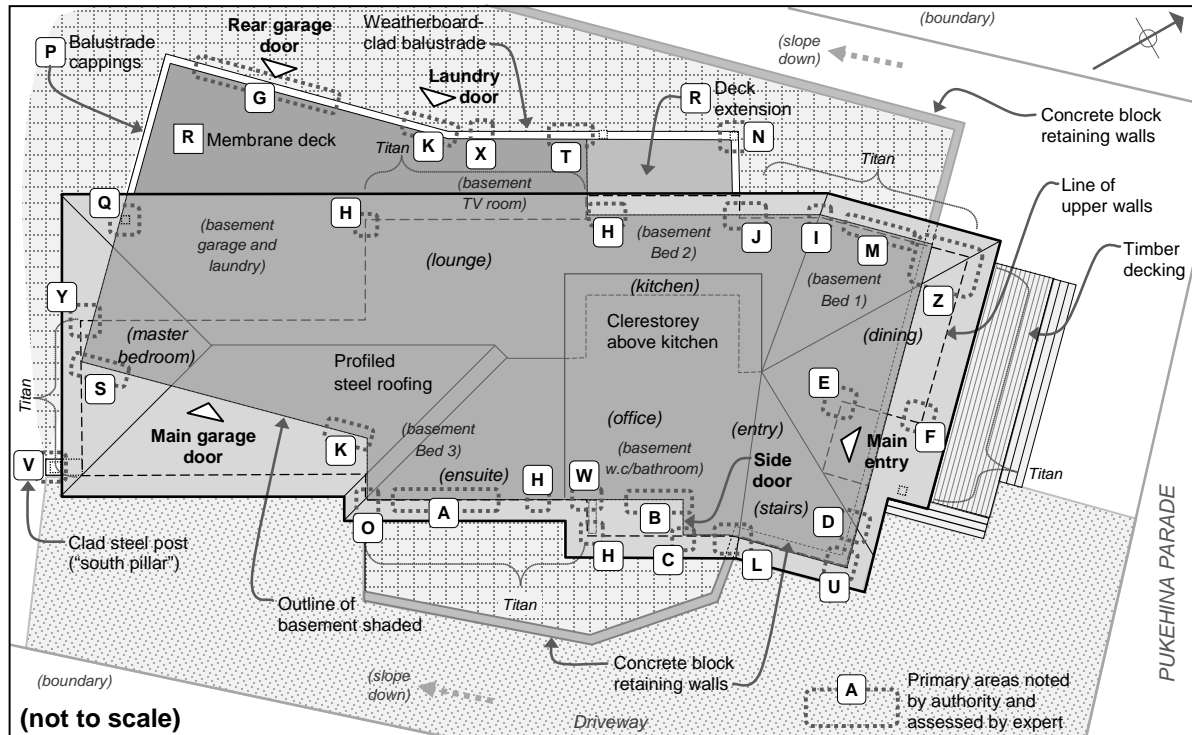 (boundary)
Rear garage
door
Weatherboard-
clad balustrade
P
Balustrade
cappings
(slope
down)
Laundry
door
R
Deck
extension
Concrete block
retaining walls
G
R
Membrane deck
K
X
T
N
Titan
Titan
(basement
TV room)
Line of
upper walls
Q
H
H
J
I
M
(basement
garage and
laundry)
(basement
Bed 2)
Timber
decking
(lounge)
(basement
Bed 1)
Y
(kitchen)
Z
(master
bedroom)
Clerestorey
above kitchen
(dining)
Profiled
steel roofing
S
E
Titan
(office)
Main garage
door
K
(basement
Bed 3)
(entry)
Main
entry
F
V
(ensuite)
H
W
(basement
w.c/bathroom)
Side
door
Titan
O
A
B
(stairs)
D
Clad steel post
("south pillar")
H
C
L
U
Titan
Outline of
basement shaded
PUKEHINA PARADE
Concrete block
retaining walls
(boundary)
(slope
down)
A
Primary areas noted
by authority and
assessed by expert
(not to scale)
Driveway